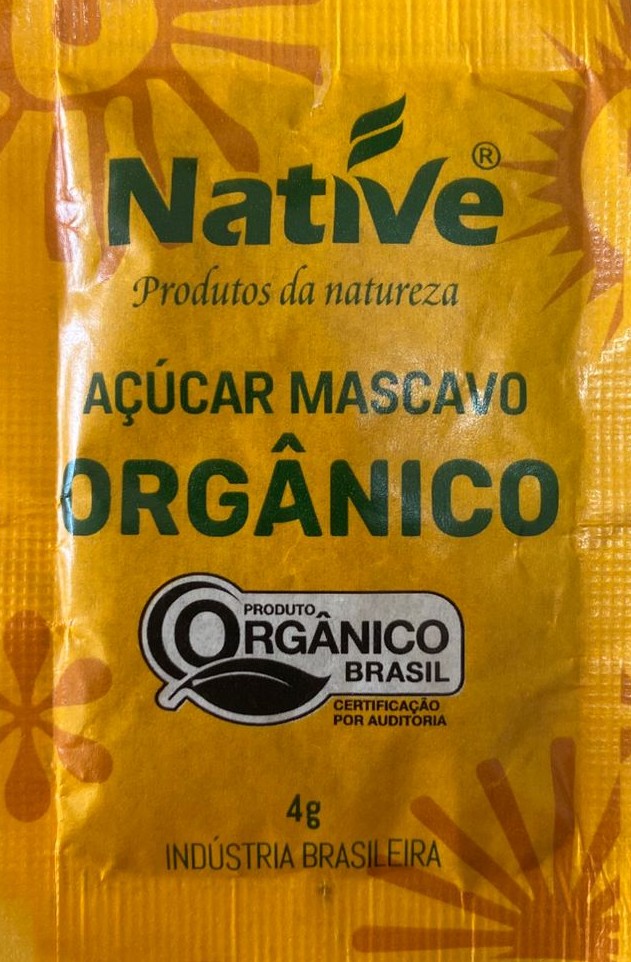 Native®
Produtos da natureza
AÇÚCAR MASCAVO
ORGÂNICO
PRODUTO
ORGÂNICO
BRASIL
CERTIFICAÇÃO
POR AUDITORIA
4g
INDÚSTRIA BRASILEIRA